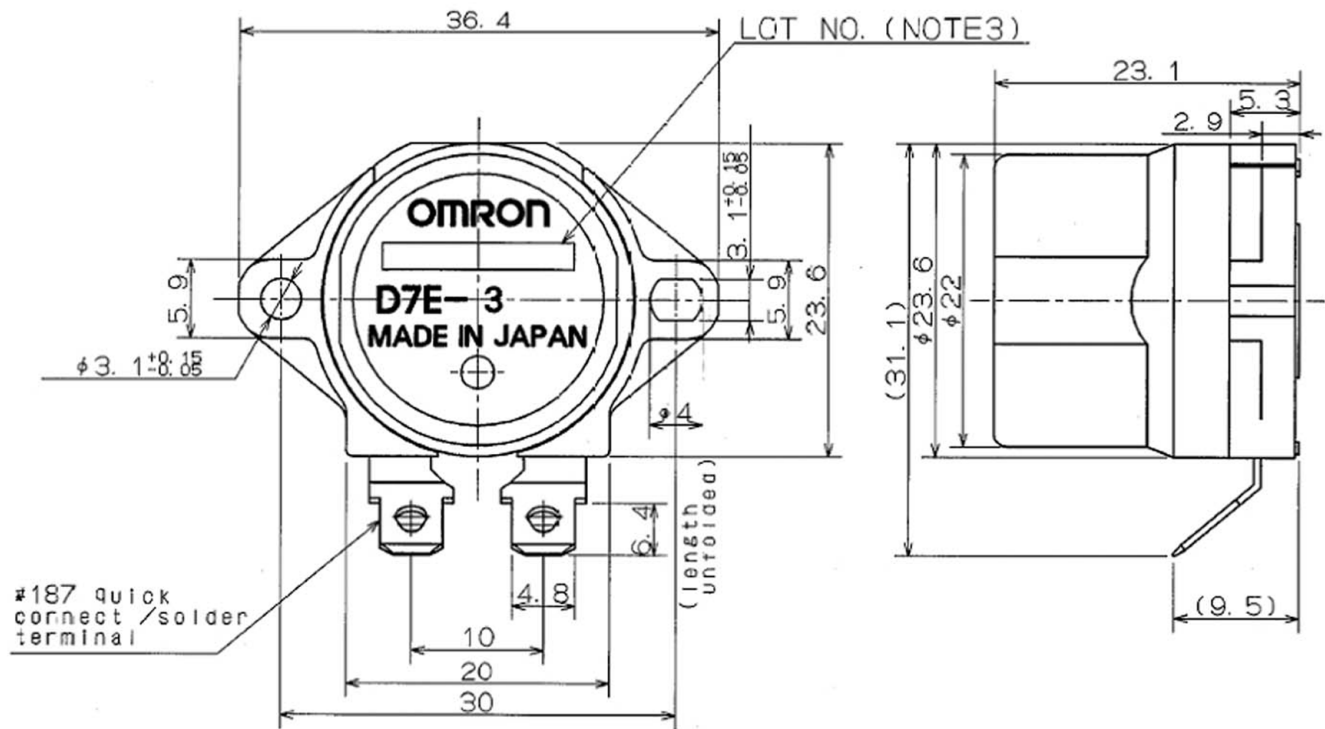 36. 4
LOT NO. (NOTE3)
23. 1
5. 3
2. 9
OMRON
D7E- 3
MADE IN JAPAN
5. 9
φ3. 1+0.15 -0.05
3. 1+0.15 -0.05
5. 9
23. 6
φ4
(31. 1)
φ23. 6
φ22
6. 4
(length
unfolded)
4. 8
#187 quick
connect /solder
terminal
10
20
30
(9. 5)